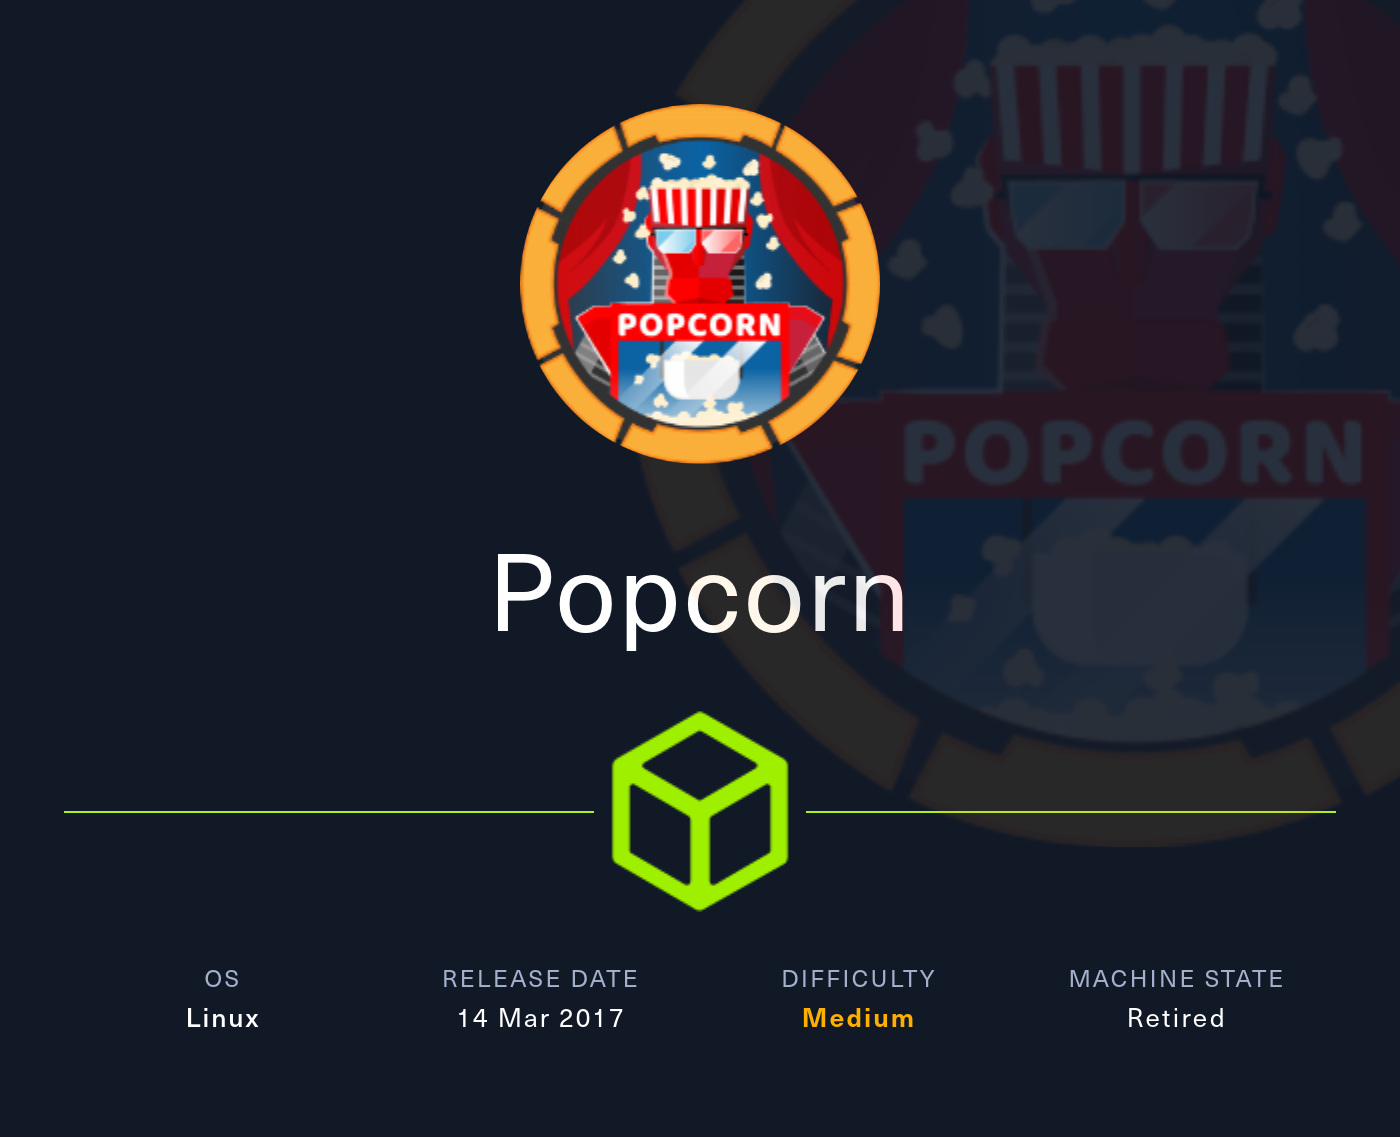 POPCORN
POPCORN
Popcorn
OS
Linux
RELEASE DATE
14 Mar 2017
DIFFICULTY
Medium
MACHINE STATE
Retired